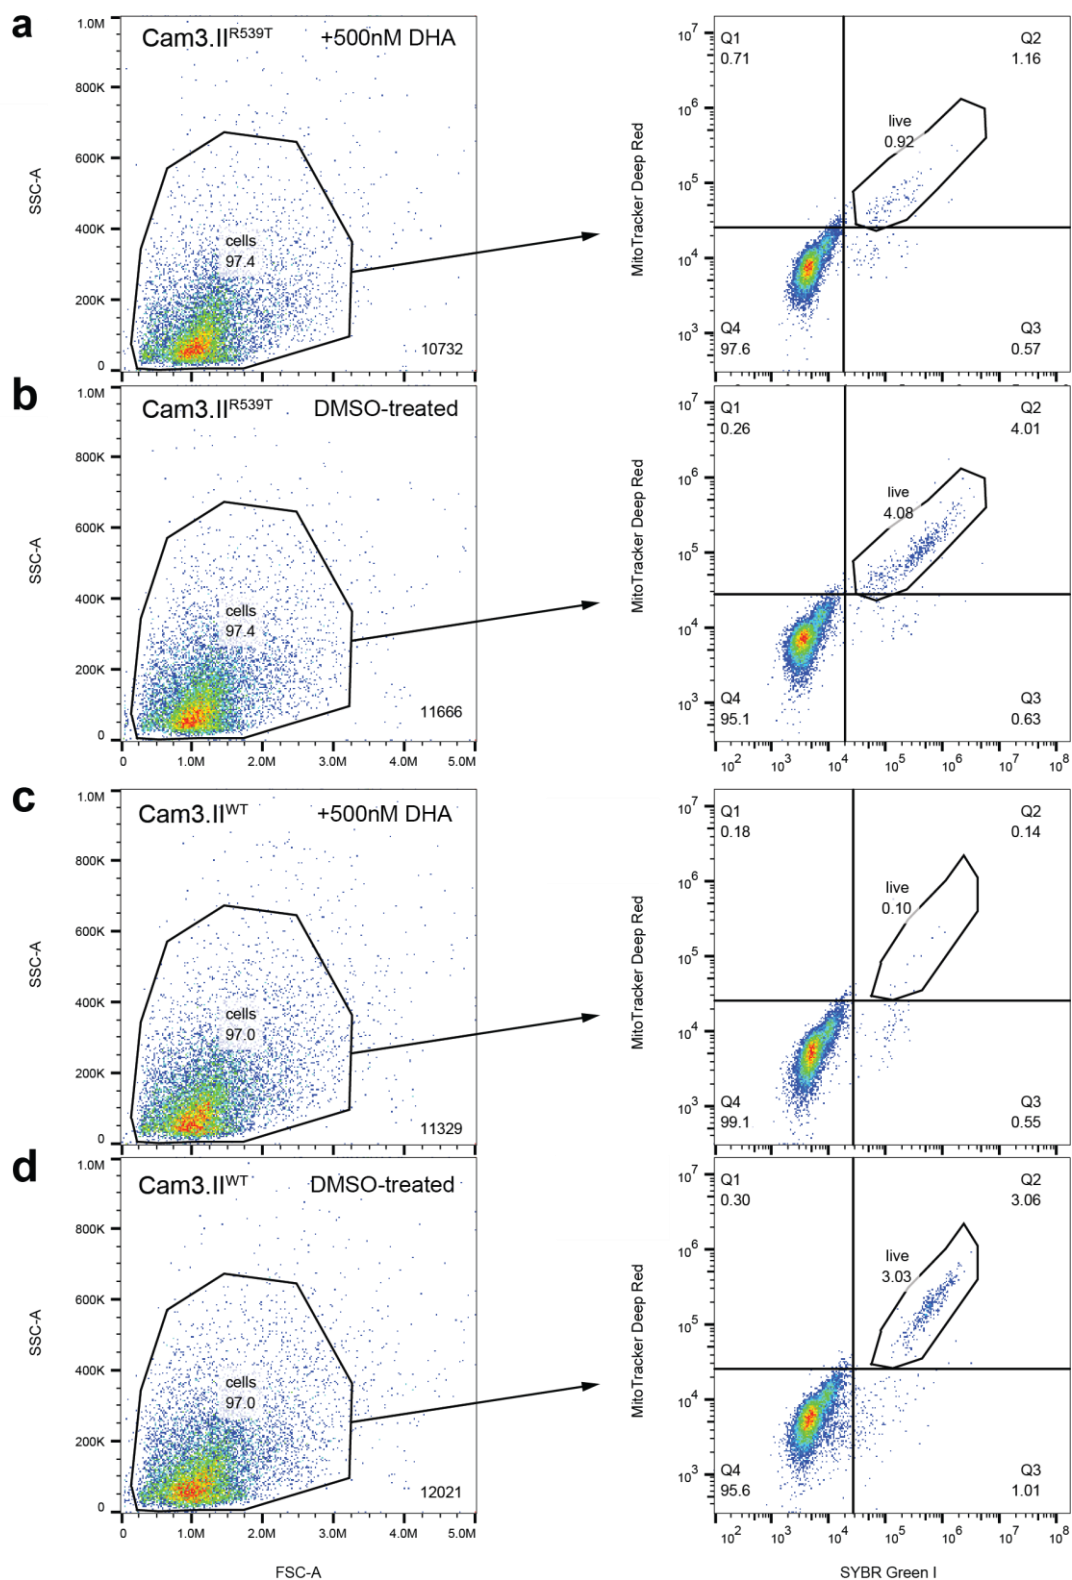 a
Cam3.II^R539T +500nM DHA
1.0M
800K
600K
400K
200K
0
SSC-A
cells
97.4
10732
Q1
0.71
Q2
1.16
live
0.92
Q4
97.6
Q3
0.57
10^7
10^6
10^5
10^4
10^3
MitoTracker Deep Red
b
Cam3.II^R539T DMSO-treated
1.0M
800K
600K
400K
200K
0
SSC-A
cells
97.4
11666
0 1.0M 2.0M 3.0M 4.0M 5.0M
Q1
0.26
Q2
4.01
live
4.08
Q4
95.1
Q3
0.63
10^7
10^6
10^5
10^4
10^3
MitoTracker Deep Red
10^2 10^3 10^4 10^5 10^6 10^7 10^8
c
Cam3.II^WT +500nM DHA
1.0M
800K
600K
400K
200K
0
SSC-A
cells
97.0
11329
Q1
0.18
Q2
0.14
live
0.10
Q4
99.1
Q3
0.55
10^7
10^6
10^5
10^4
10^3
MitoTracker Deep Red
d
Cam3.II^WT DMSO-treated
1.0M
800K
600K
400K
200K
0
SSC-A
cells
97.0
12021
0 1.0M 2.0M 3.0M 4.0M 5.0M
FSC-A
Q1
0.30
Q2
3.06
live
3.03
Q4
95.6
Q3
1.01
10^7
10^6
10^5
10^4
10^3
MitoTracker Deep Red
10^2 10^3 10^4 10^5 10^6 10^7 10^8
SYBR Green I